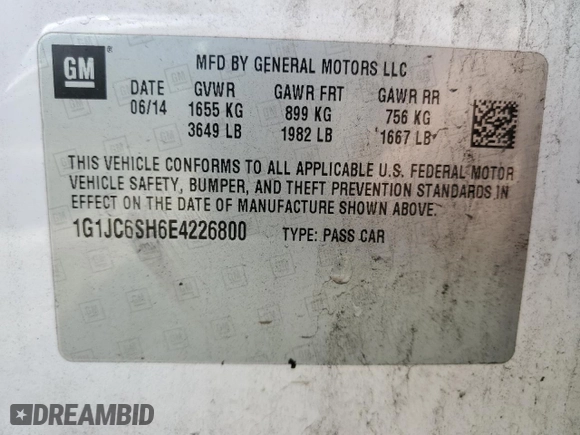 GM ®
MFD BY GENERAL MOTORS LLC
DATE GVWR GAWR FRT GAWR RR
06/14 1655 KG 899 KG 756 KG
3649 LB 1982 LB 1667 LB
THIS VEHICLE CONFORMS TO ALL APPLICABLE U.S. FEDERAL MOTOR
VEHICLE SAFETY, BUMPER, AND THEFT PREVENTION STANDARDS IN
EFFECT ON THE DATE OF MANUFACTURE SHOWN ABOVE.
1G1JC6SH6E4226800 TYPE: PASS CAR
DREAMBID